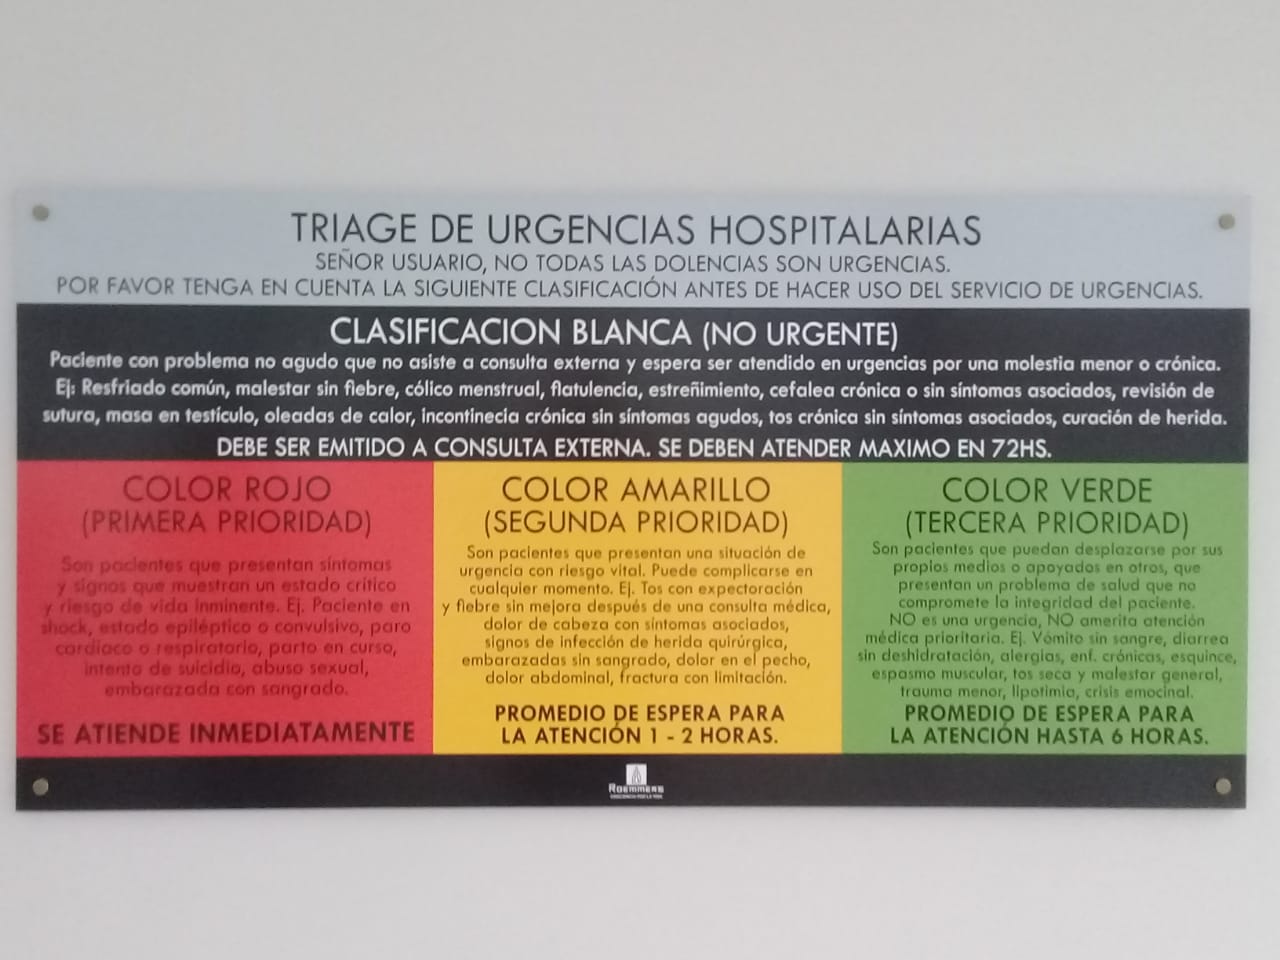 TRIAGE DE URGENCIAS HOSPITALARIAS
SEÑOR USUARIO, NO TODAS LAS DOLENCIAS SON URGENCIAS.
POR FAVOR TENGA EN CUENTA LA SIGUIENTE CLASIFICACIÓN ANTES DE HACER USO DEL SERVICIO DE URGENCIAS.
CLASIFICACION BLANCA (NO URGENTE)
Paciente con problema no agudo que no asiste a consulta externa y espera ser atendido en urgencias por una molestia menor o crónica.
Ej: Resfriado común, malestar sin fiebre, cólico menstrual, flatulencia, estreñimiento, cefalea crónica o sin síntomas asociados, revisión de
sutura, masa en testículo, oleadas de calor, incontinecia crónica sin síntomas agudos, tos crónica sin síntomas asociados, curación de herida.
DEBE SER EMITIDO A CONSULTA EXTERNA. SE DEBEN ATENDER MAXIMO EN 72HS.
COLOR ROJO
(PRIMERA PRIORIDAD)
Son pacientes que presentan síntomas
y signos que muestran un estado crítico
y riesgo de vida inminente. Ej. Paciente en
shock, estado epiléptico o convulsivo, paro
cardíaco o respiratorio, parto en curso,
intento de suicidio, abuso sexual,
embarazada con sangrado.
SE ATIENDE INMEDIATAMENTE
COLOR AMARILLO
(SEGUNDA PRIORIDAD)
Son pacientes que presentan una situación de
urgencia con riesgo vital. Puede complicarse en
cualquier momento. Ej. Tos con expectoración
y fiebre sin mejora después de una consulta médica,
dolor de cabeza con síntomas asociados,
signos de infección de herida quirúrgica,
embarazadas sin sangrado, dolor en el pecho,
dolor abdominal, fractura con limitación.
PROMEDIO DE ESPERA PARA
LA ATENCIÓN 1 - 2 HORAS.
COLOR VERDE
(TERCERA PRIORIDAD)
Son pacientes que puedan desplazarse por sus
propios medios o apoyados en otros, que
presentan un problema de salud que no
compromete la integridad del paciente.
NO es una urgencia, NO amerita atención
médica prioritaria. Ej. Vómito sin sangre, diarrea
sin deshidratación, alergias, enf. crónicas, esquince,
espasmo muscular, tos seca y malestar general,
trauma menor, lipotimia, crisis emocinal.
PROMEDIO DE ESPERA PARA
LA ATENCIÓN HASTA 6 HORAS.
ROEMMERS